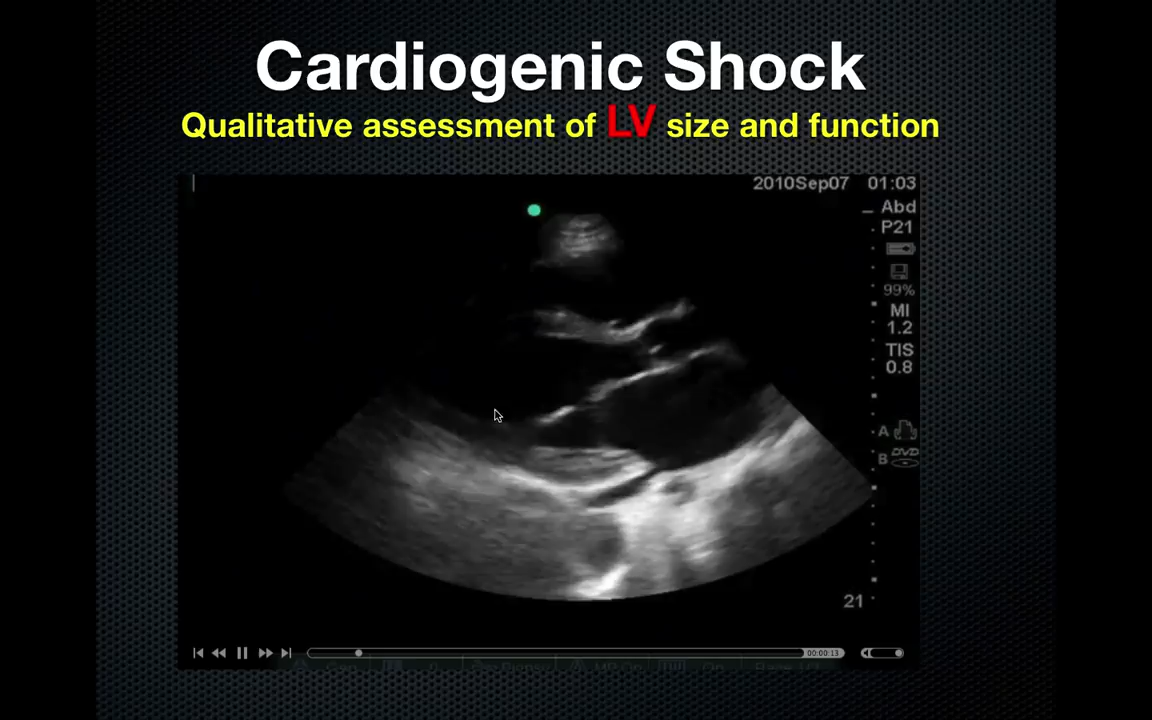 Cardiogenic Shock
Qualitative assessment of LV size and function
2010Sep07 01:03
Abd
P21
99%
MI
1.2
TIS
0.8
A
B DVD
21
00:00:13